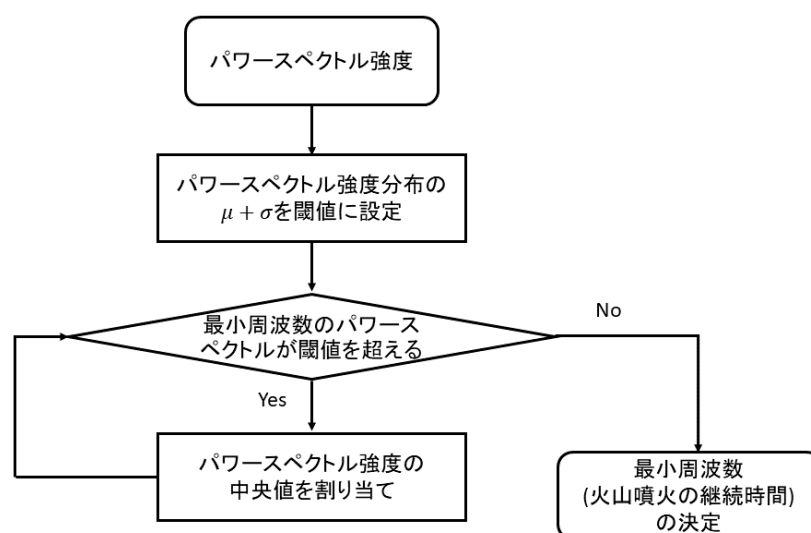 パワースペクトル強度
パワースペクトル強度分布の
μ + σを閾値に設定
最小周波数のパワース
ペクトルが閾値を超える
No
Yes
パワースペクトル強度の
中央値を割り当て
最小周波数
(火山噴火の継続時間)
の決定